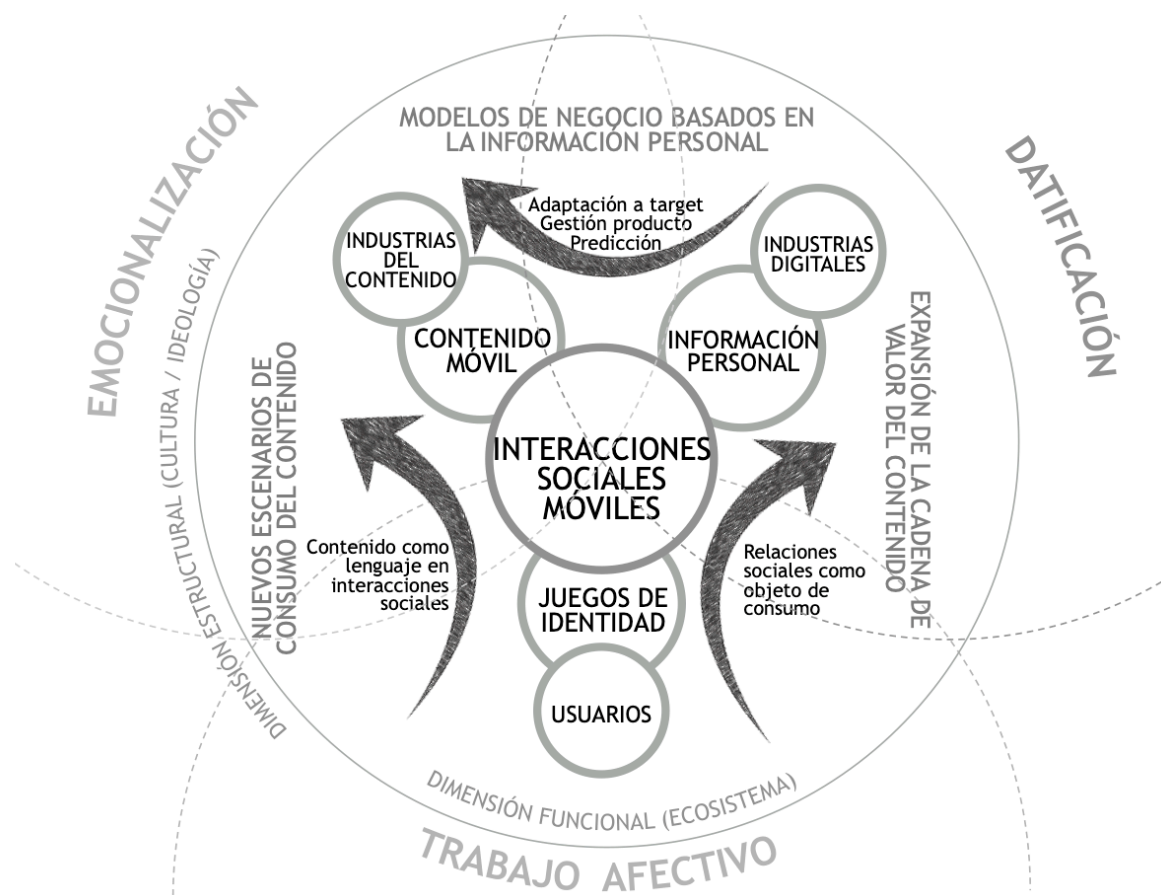 EMOCIONALIZACIÓN
DATIFICACIÓN
MODELOS DE NEGOCIO BASADOS EN
LA INFORMACIÓN PERSONAL
Adaptación a target
Gestión producto
Predicción
INDUSTRIAS
DEL
CONTENIDO
INDUSTRIAS
DIGITALES
CONTENIDO
MÓVIL
INFORMACIÓN
PERSONAL
DIMENSIÓN ESTRUCTURAL (CULTURA / IDEOLOGÍA)
NUEVOS ESCENARIOS DE
CONSUMO DEL CONTENIDO
EXPANSIÓN DE LA CADENA DE
VALOR DEL CONTENIDO
INTERACCIONES
SOCIALES
MÓVILES
Contenido como
lenguaje en
interacciones
sociales
Relaciones
sociales como
objeto de
consumo
JUEGOS DE
IDENTIDAD
USUARIOS
DIMENSIÓN FUNCIONAL (ECOSISTEMA)
TRABAJO AFECTIVO